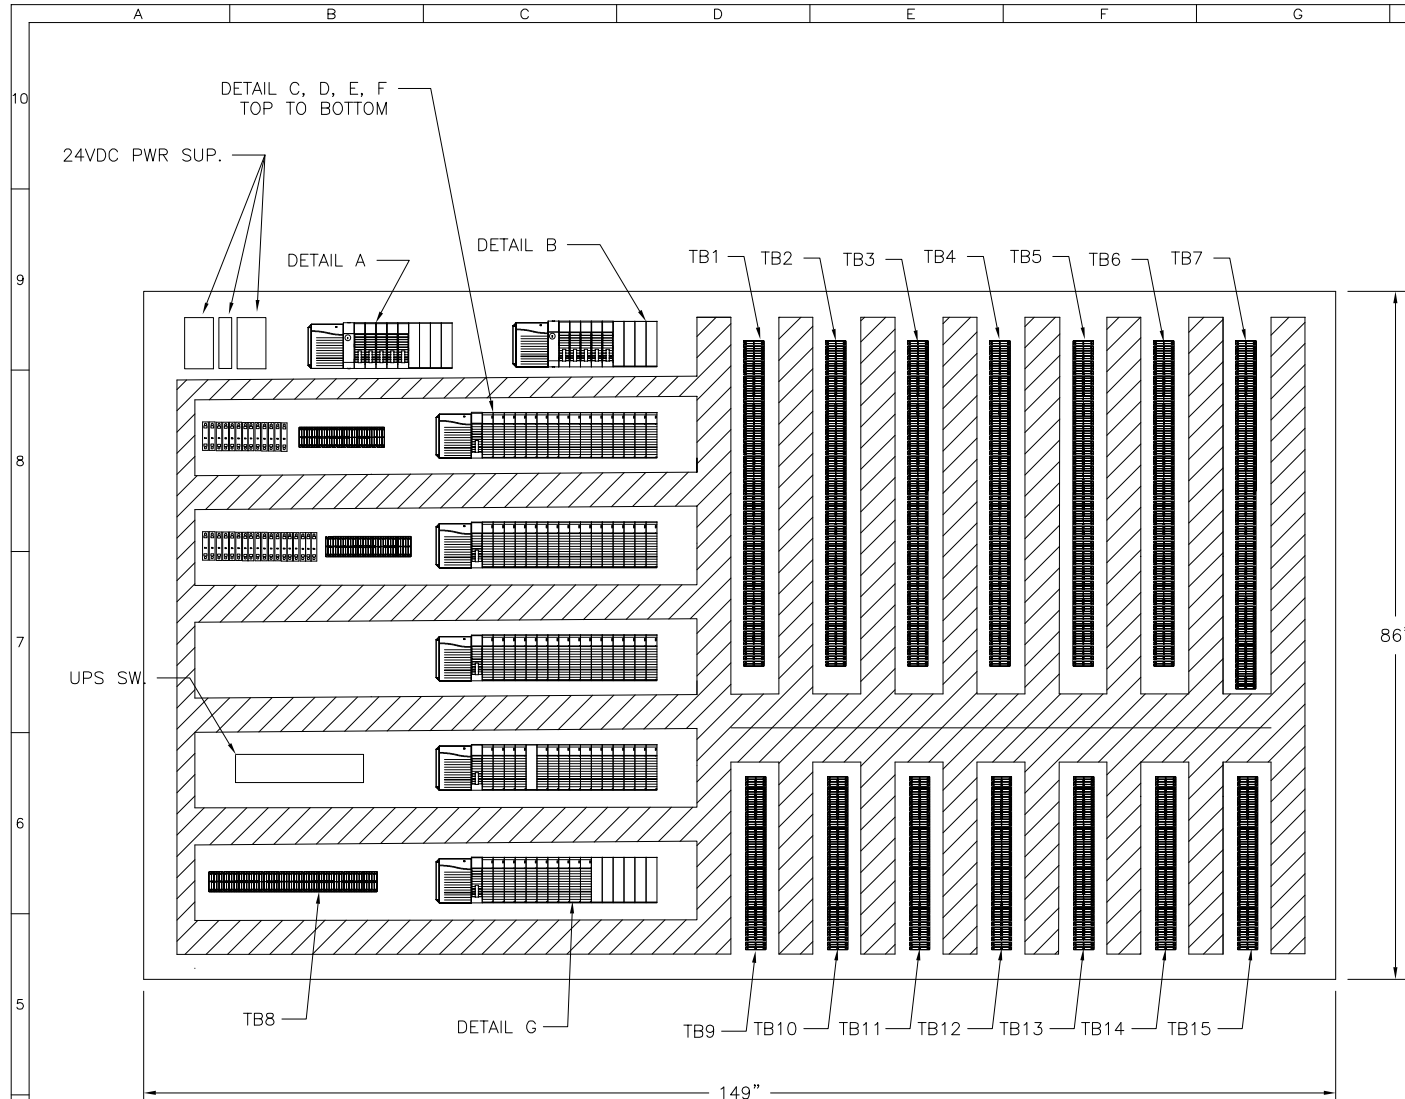 A B C D E F G
10
DETAIL C, D, E, F
TOP TO BOTTOM
24VDC PWR SUP.
DETAIL A
DETAIL B
TB1 TB2 TB3 TB4 TB5 TB6 TB7
9
8
7
86"
UPS SW.
6
5
TB8
DETAIL G
TB9 TB10 TB11 TB12 TB13 TB14 TB15
149"